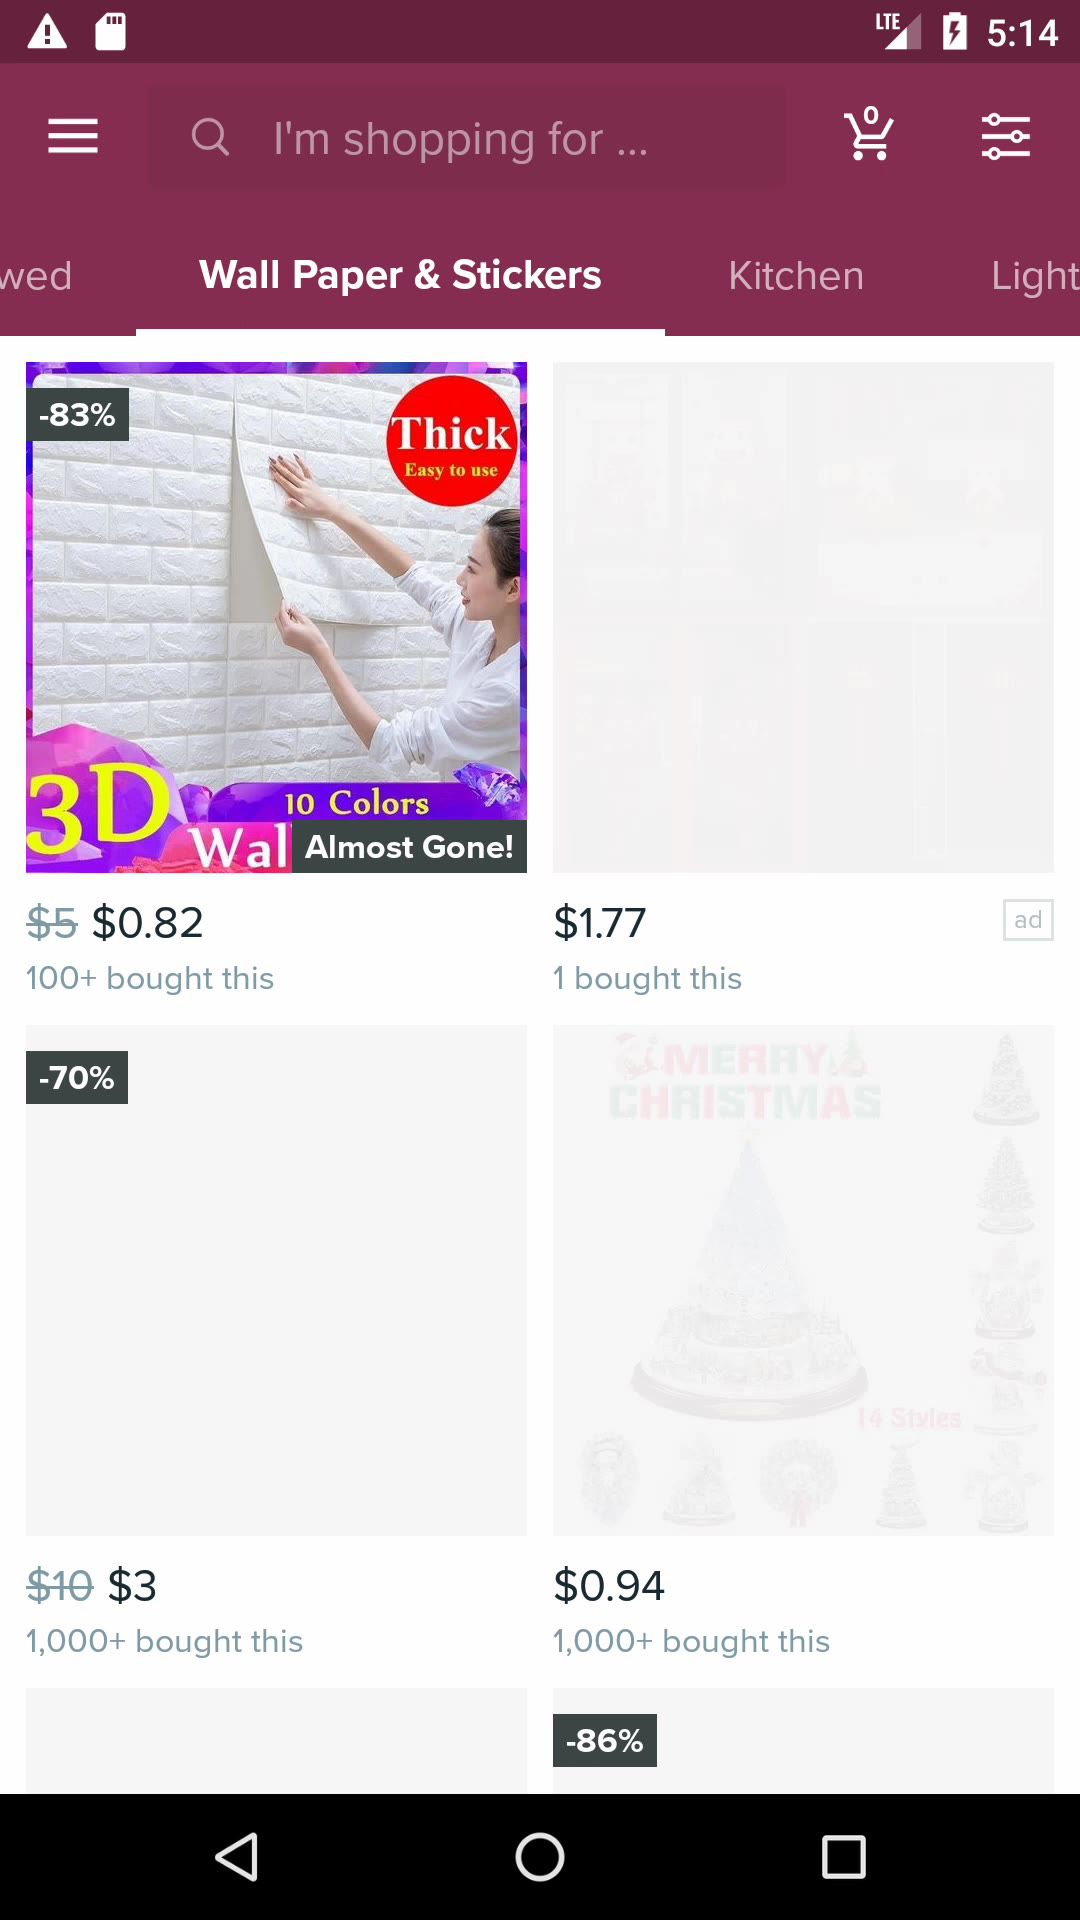 LTE 5:14
I'm shopping for ...
0
wed Wall Paper & Stickers Kitchen Light
-83%
Thick
Easy to use
3D
10 Colors
Wal
Almost Gone!
$5 $0.82
100+ bought this
$1.77
ad
1 bought this
-70%
MERRY
CHRISTMAS
14 Styles
$10 $3
1,000+ bought this
$0.94
1,000+ bought this
-86%